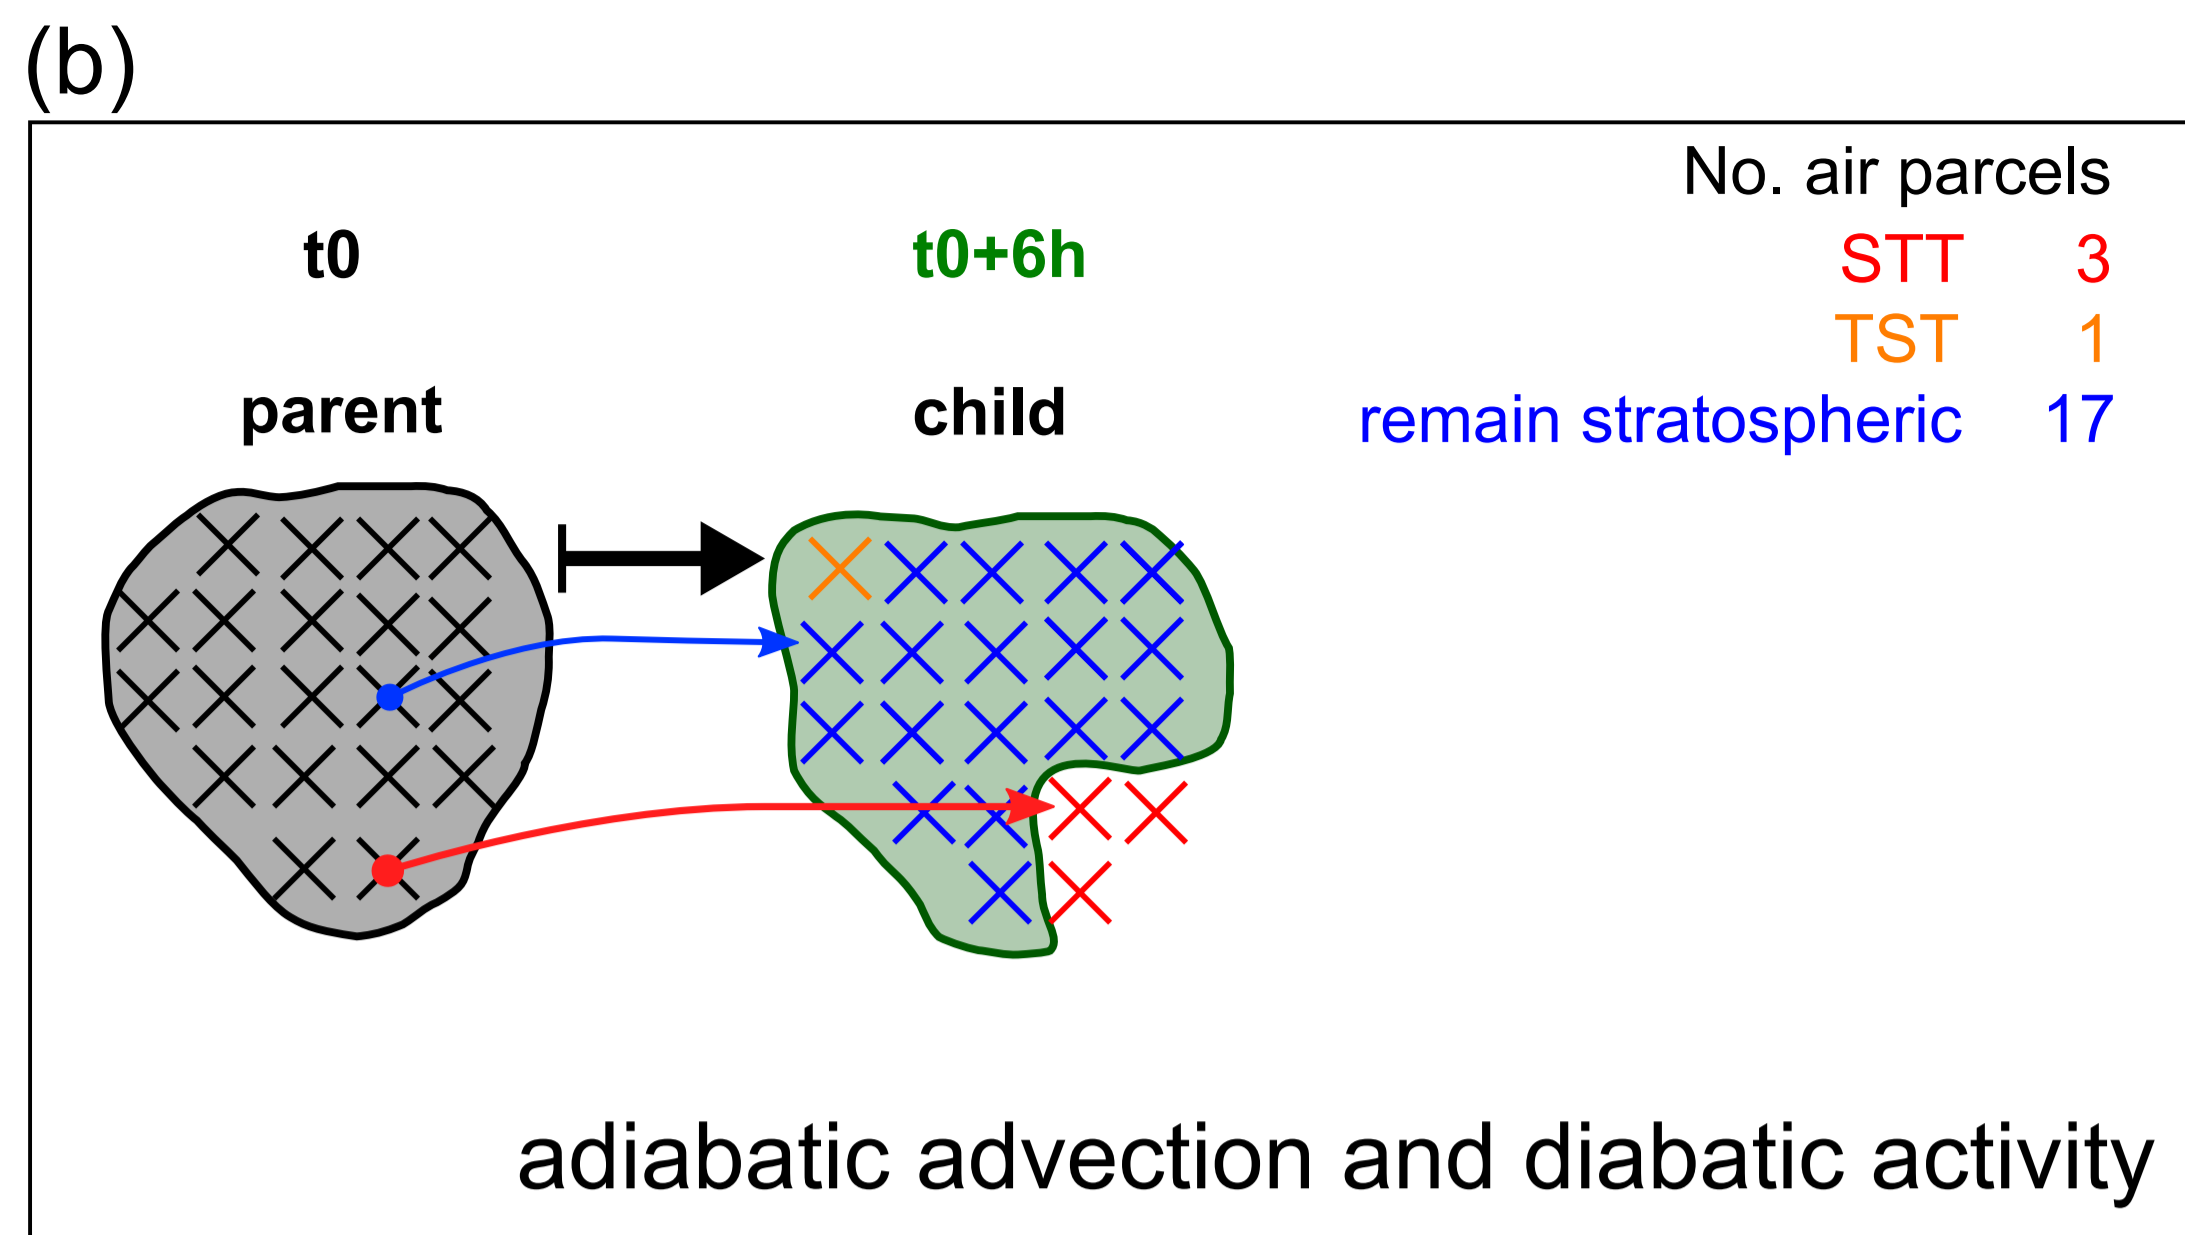 (b)
No. air parcels
t0 t0+6h STT 3
TST 1
parent child remain stratospheric 17
adiabatic advection and diabatic activity